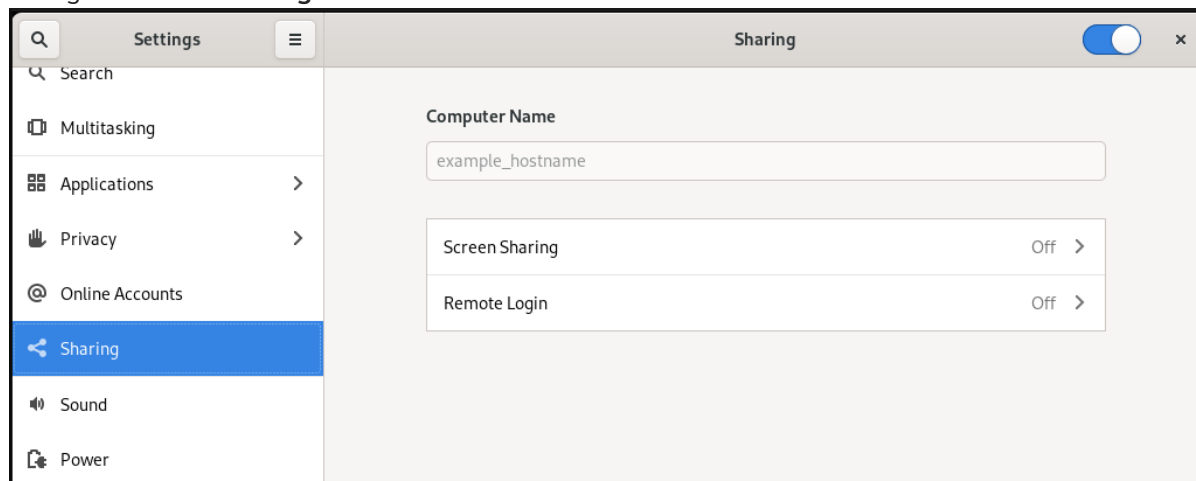 Settings
Sharing
Search
Multitasking
Applications
Privacy
Online Accounts
Sharing
Sound
Power
Computer Name
example_hostname
Screen Sharing Off
Remote Login Off